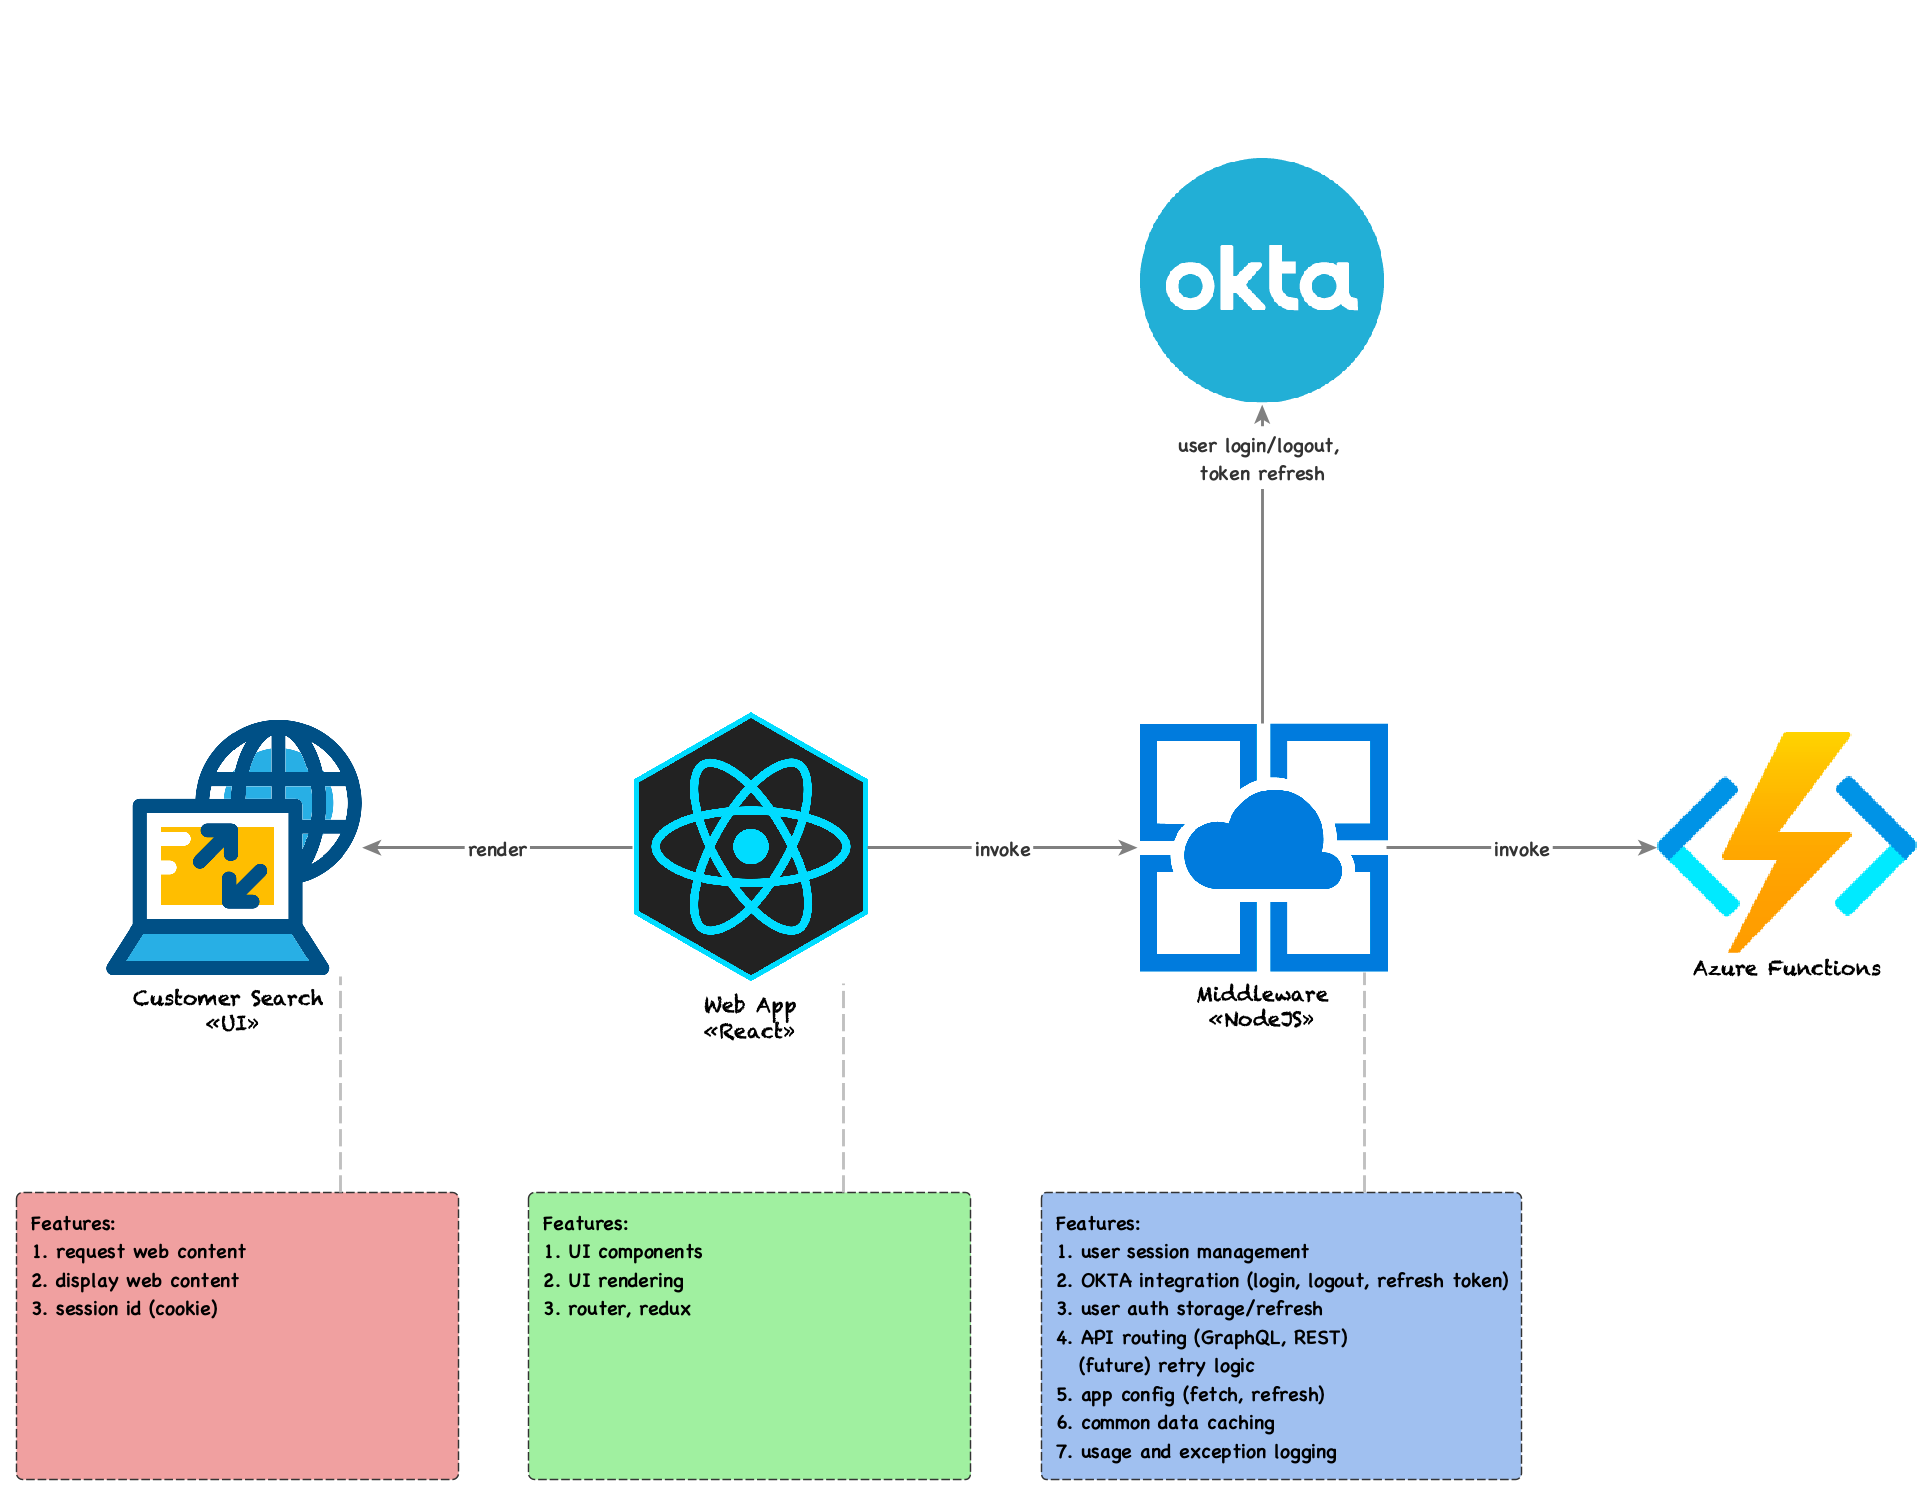 okta
user login/logout,
token refresh
render
invoke
invoke
Customer Search
«UI»
Web App
«React»
Middleware
«NodeJS»
Azure Functions
Features:
1. request web content
2. display web content
3. session id (cookie)
Features:
1. UI components
2. UI rendering
3. router, redux
Features:
1. user session management
2. OKTA integration (login, logout, refresh token)
3. user auth storage/refresh
4. API routing (GraphQL, REST)
(future) retry logic
5. app config (fetch, refresh)
6. common data caching
7. usage and exception logging